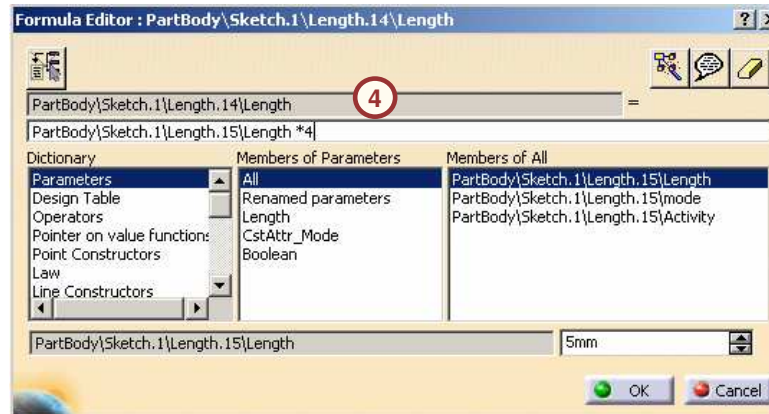 Formula Editor : PartBody\Sketch.1\Length.14\Length
4
PartBody\Sketch.1\Length.14\Length =
PartBody\Sketch.1\Length.15\Length *4
Dictionary Members of Parameters Members of All
Parameters All PartBody\Sketch.1\Length.15\Length
Design Table Renamed parameters PartBody\Sketch.1\Length.15\mode
Operators Length PartBody\Sketch.1\Length.15\Activity
Pointer on value functions CstAttr_Mode
Point Constructors Boolean
Law
Line Constructors
PartBody\Sketch.1\Length.15\Length 5mm
OK Cancel